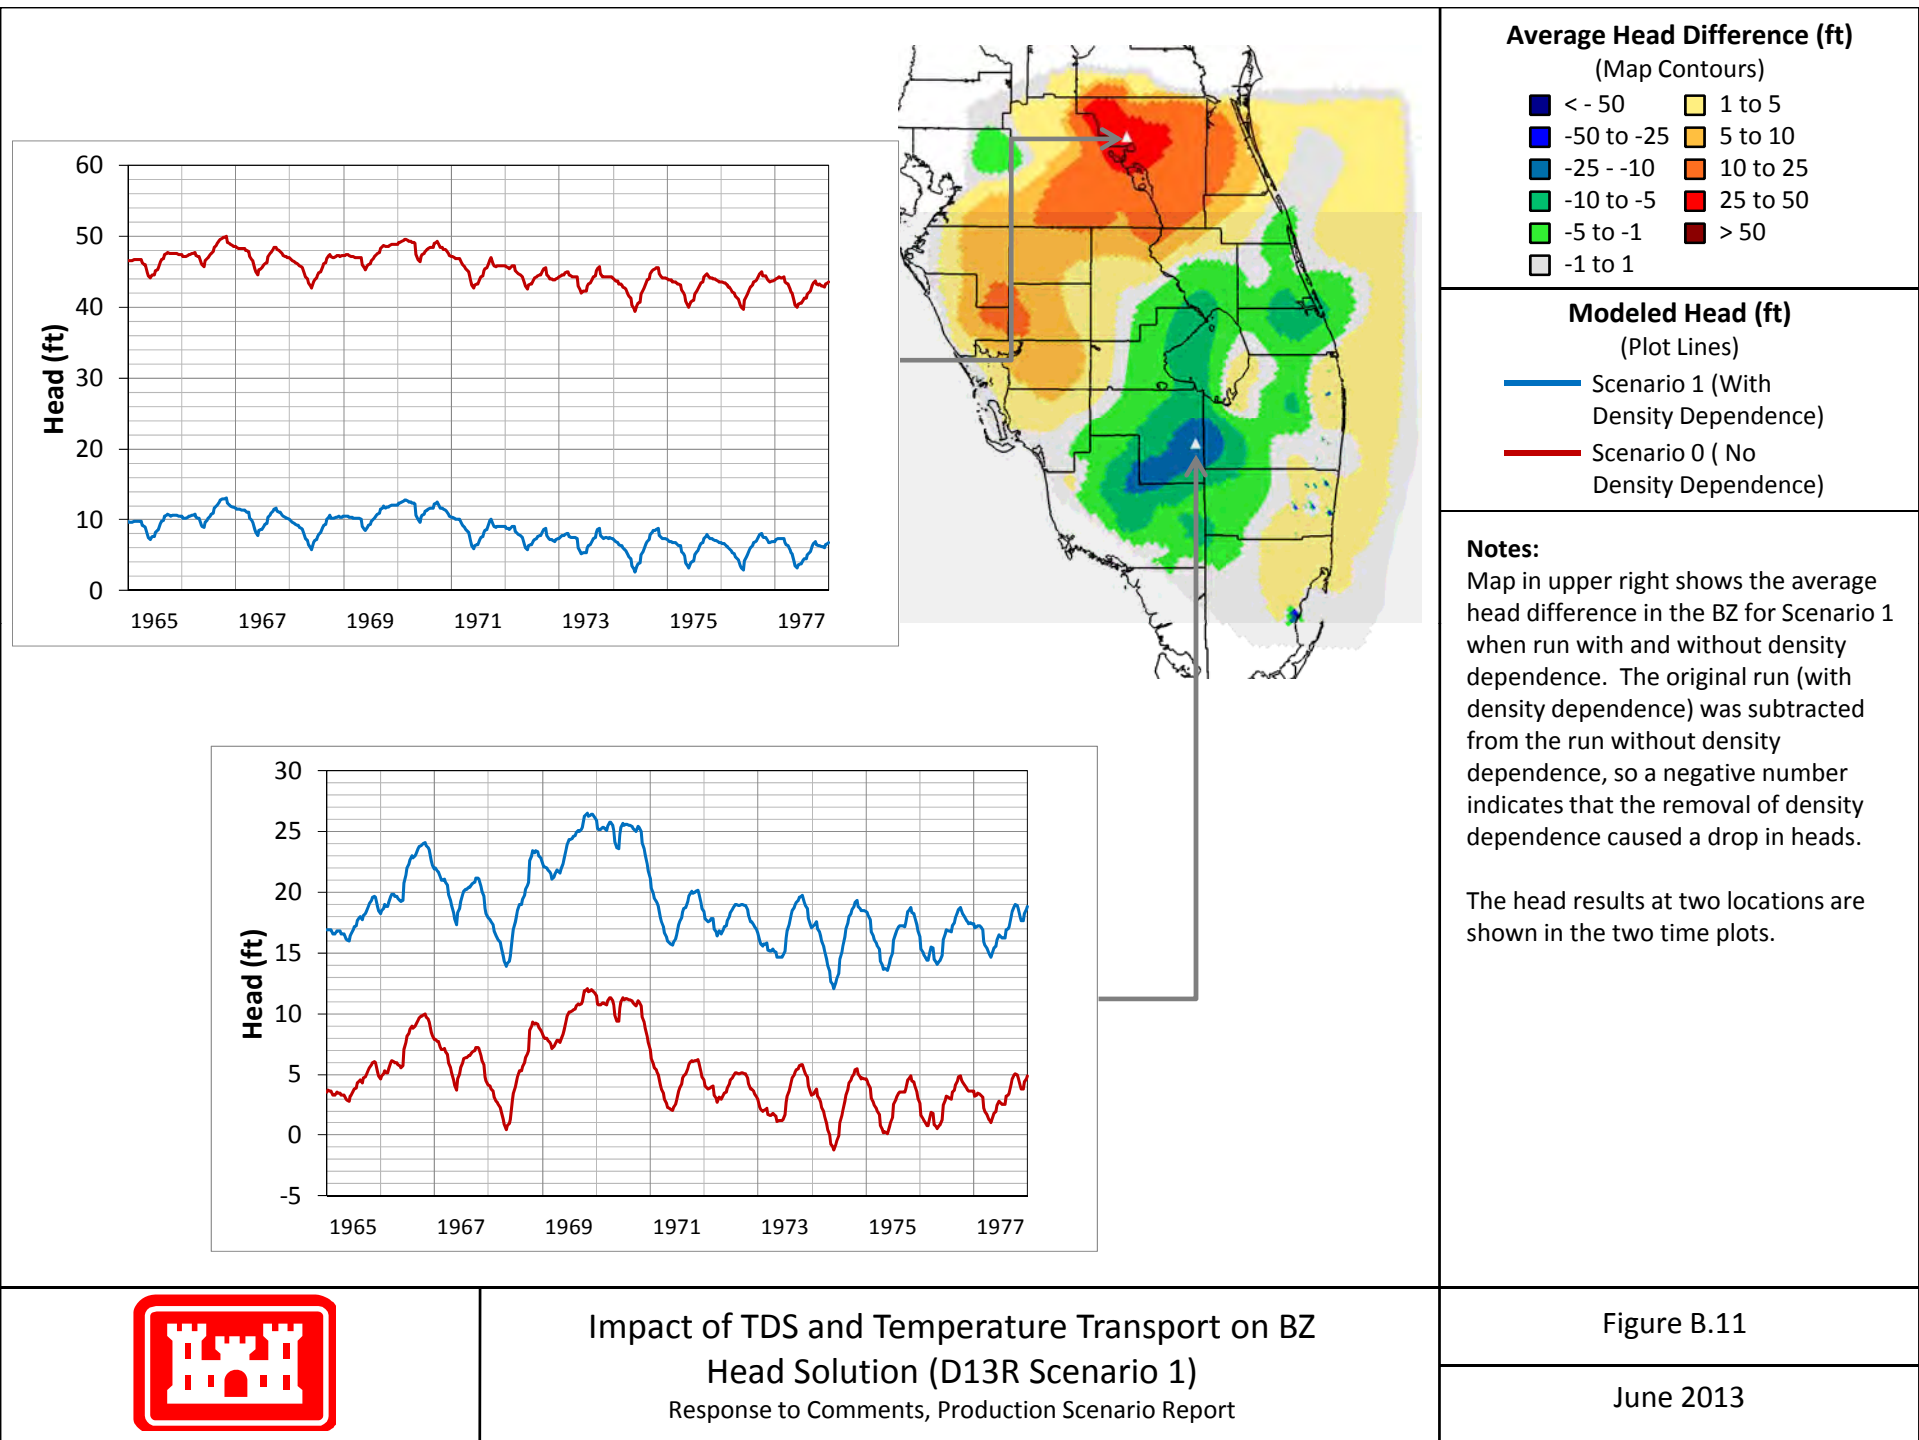 60
50
40
30
20
10
0
Head (ft)
1965 1967 1969 1971 1973 1975 1977
30
25
20
15
10
5
0
-5
Head (ft)
1965 1967 1969 1971 1973 1975 1977
Average Head Difference (ft)
(Map Contours)
< - 50 1 to 5
-50 to -25 5 to 10
-25 - -10 10 to 25
-10 to -5 25 to 50
-5 to -1 > 50
-1 to 1
Modeled Head (ft)
(Plot Lines)
Scenario 1 (With
Density Dependence)
Scenario 0 ( No
Density Dependence)
Notes:
Map in upper right shows the average
head difference in the BZ for Scenario 1
when run with and without density
dependence. The original run (with
density dependence) was subtracted
from the run without density
dependence, so a negative number
indicates that the removal of density
dependence caused a drop in heads.
The head results at two locations are
shown in the two time plots.
Impact of TDS and Temperature Transport on BZ
Head Solution (D13R Scenario 1)
Response to Comments, Production Scenario Report
Figure B.11
June 2013